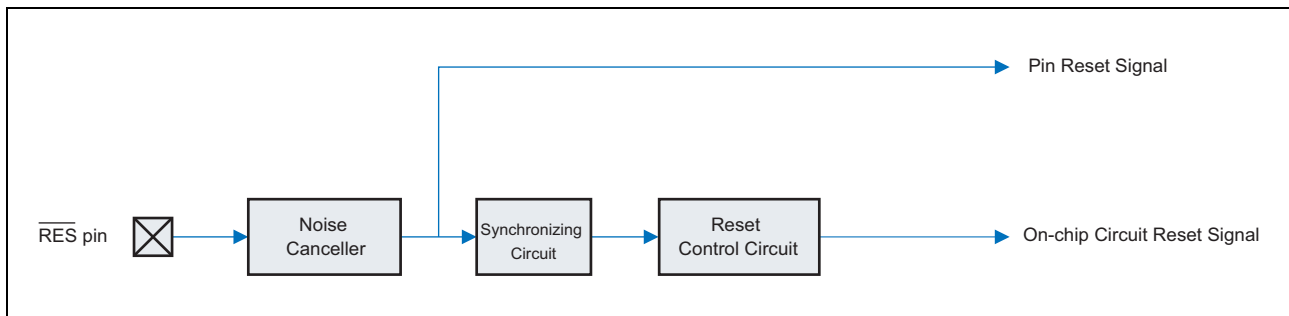 Pin Reset Signal
RES pin
Noise
Canceller
Synchronizing
Circuit
Reset
Control Circuit
On-chip Circuit Reset Signal